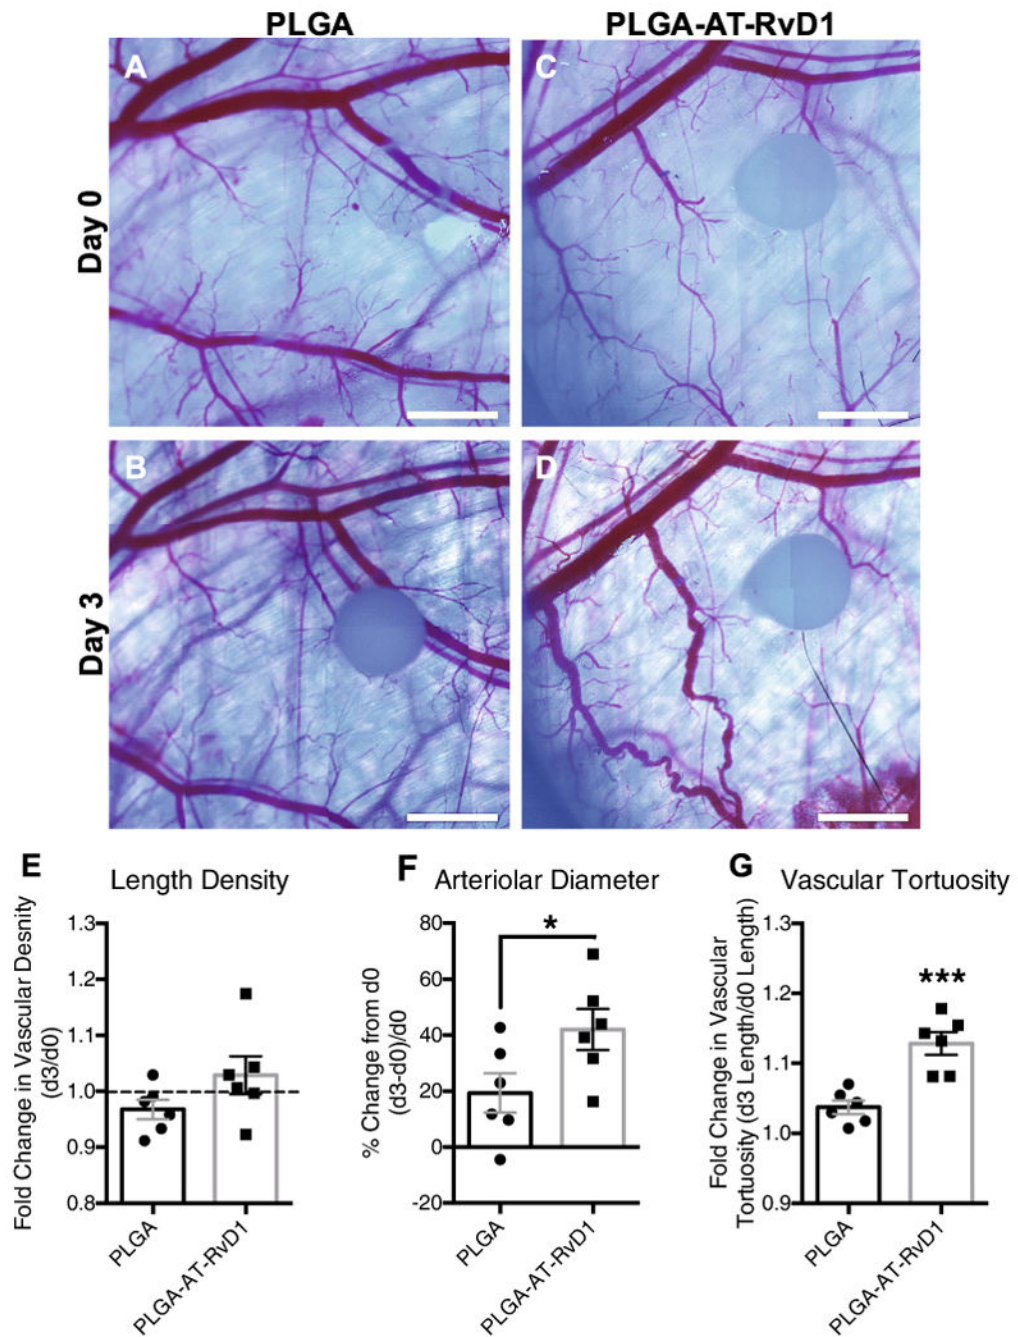 PLGA
PLGA-AT-RvD1
A
C
Day 0
B
D
Day 3
E
Length Density
Fold Change in Vascular Desnity
(d3/d0)
1.3
1.2
1.1
1.0
0.9
0.8
PLGA
PLGA-AT-RvD1
F
Arteriolar Diameter
% Change from d0
(d3-d0)/d0
80
60
40
20
0
-20
*
PLGA
PLGA-AT-RvD1
G
Vascular Tortuosity
Fold Change in Vascular
Tortuosity (d3 Length/d0 Length)
1.3
1.2
1.1
1.0
0.9
***
PLGA
PLGA-AT-RvD1